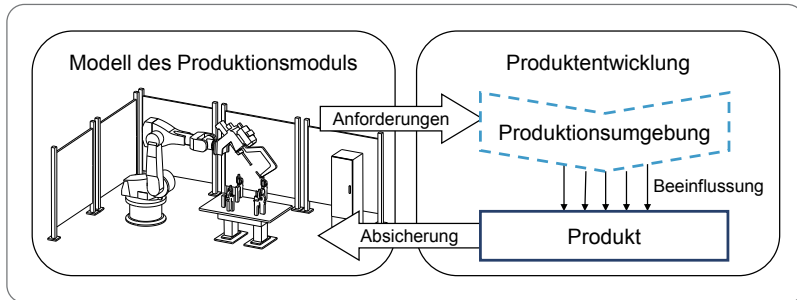 Modell des Produktionsmoduls
Produktentwicklung
Anforderungen
Produktionsumgebung
Beeinflussung
Absicherung
Produkt